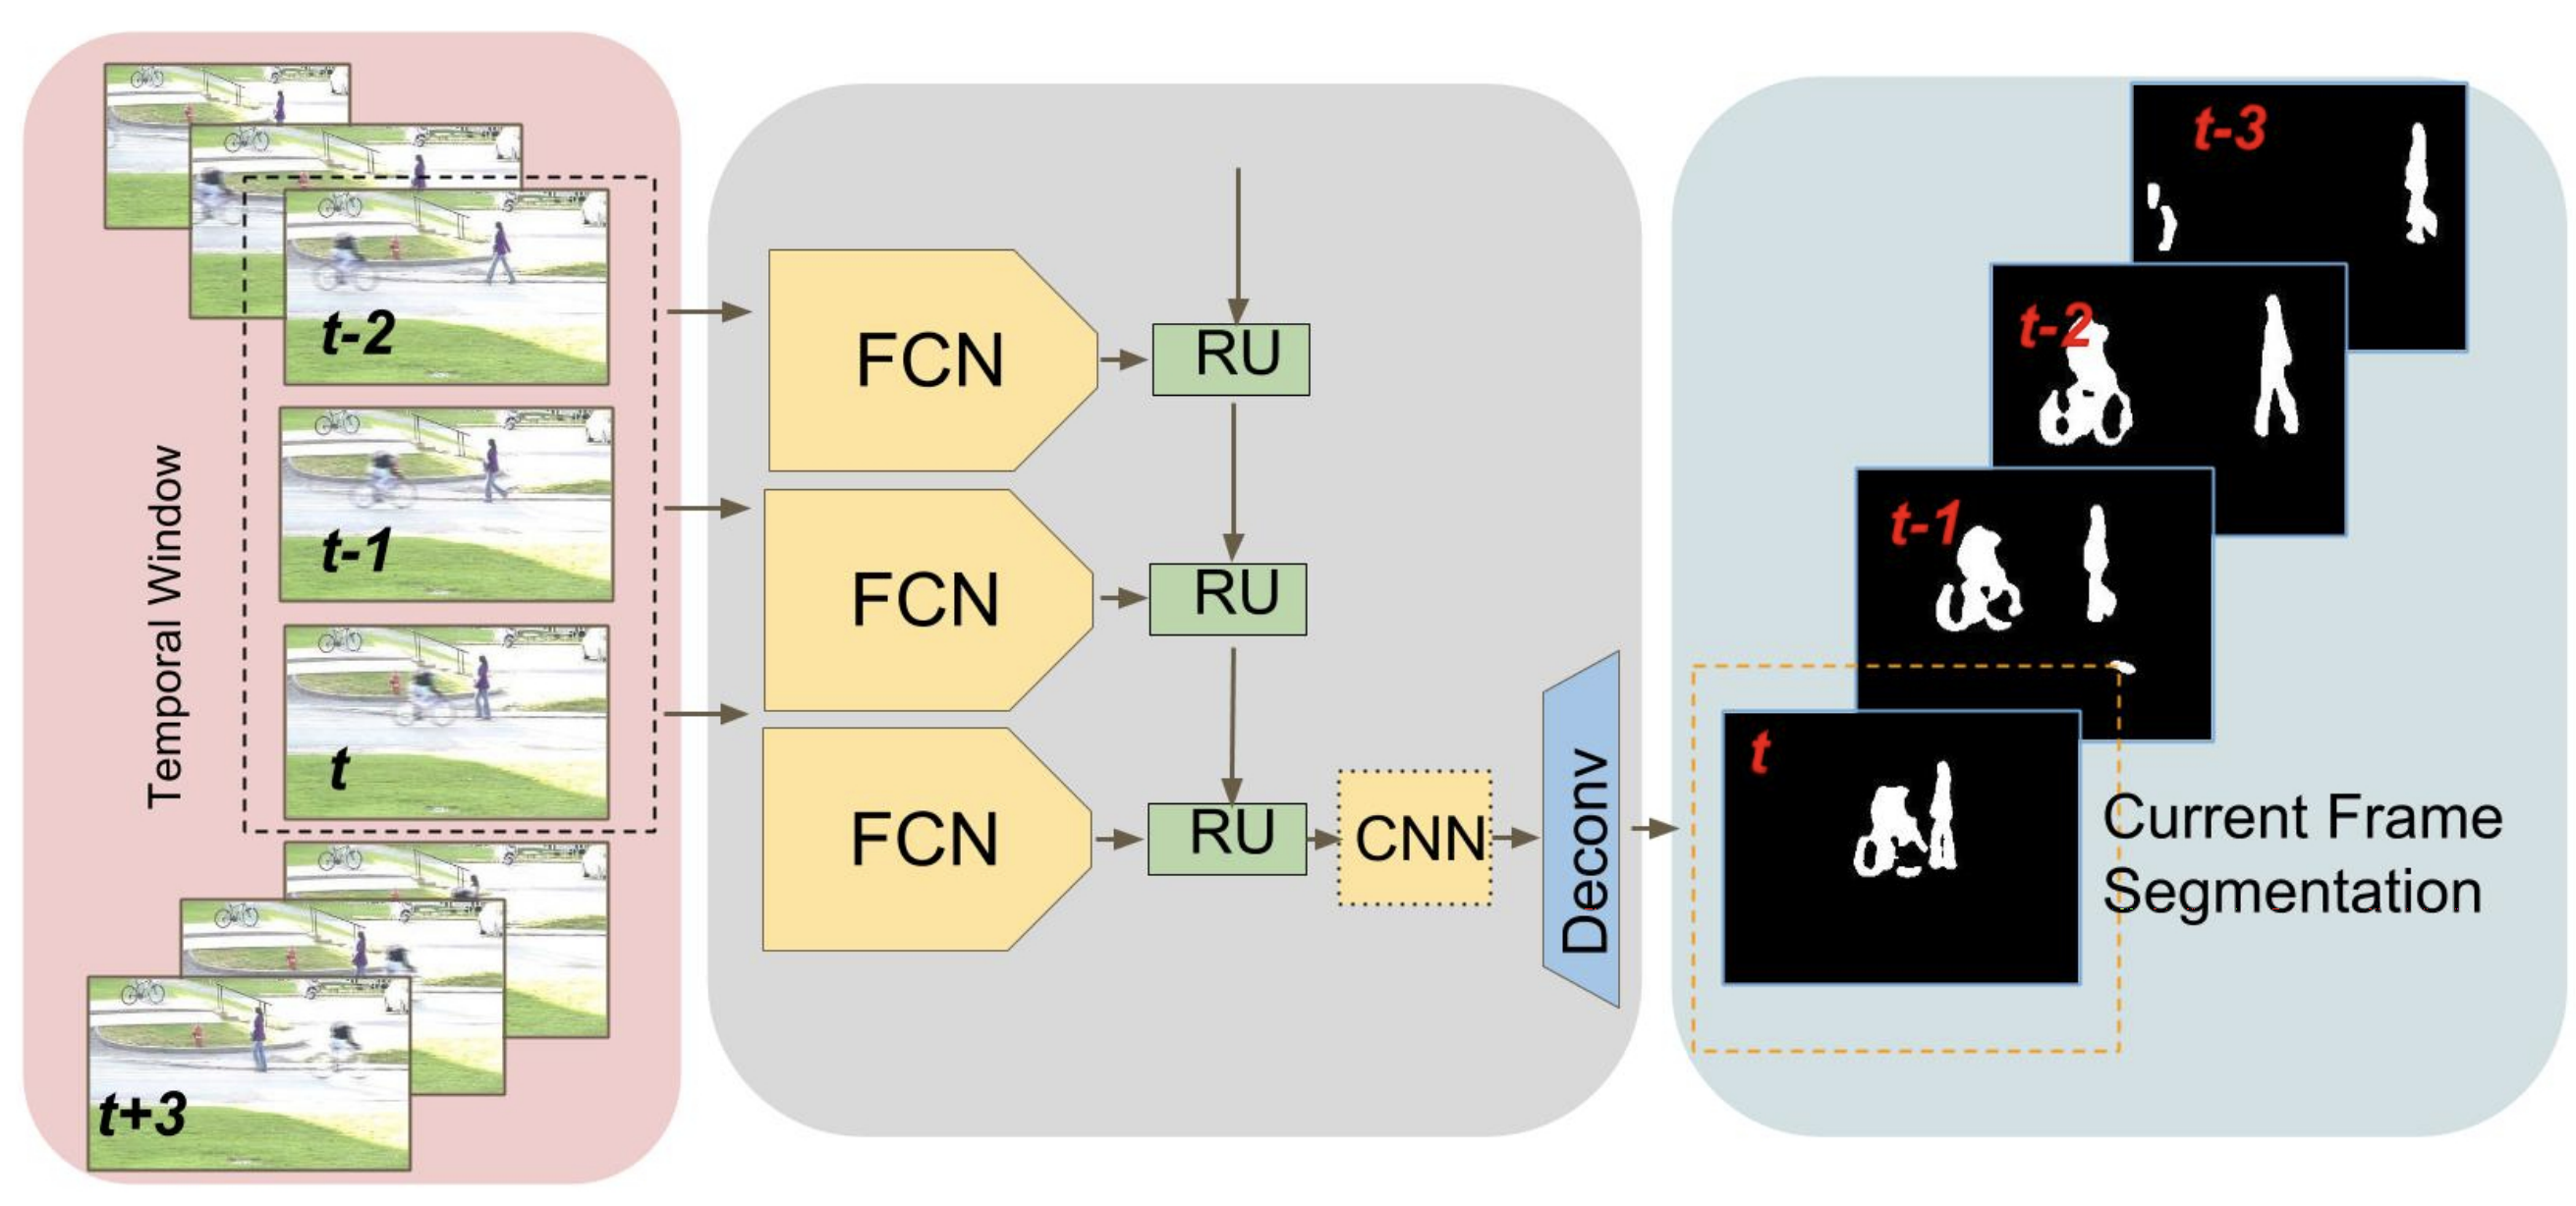 Temporal Window
t-2
t-1
t
t+3
FCN
RU
FCN
RU
FCN
RU
CNN
Deconv
t-3
t-2
t-1
t
Current Frame
Segmentation